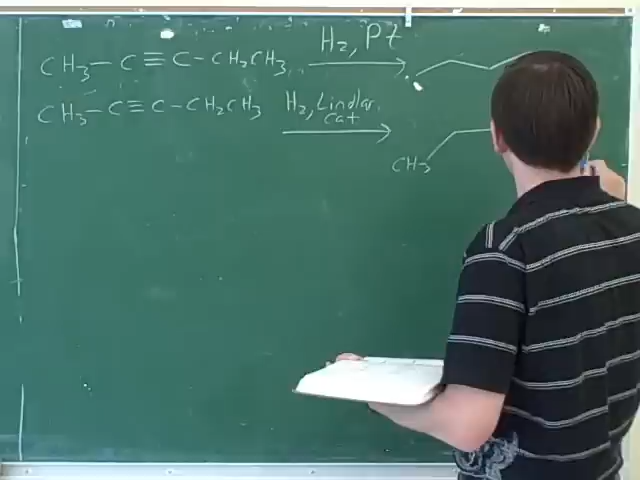 CH3-C≡C-CH2CH3 H2, Pt
CH3-C≡C-CH2CH3 H2, Lindlar cat
CH3